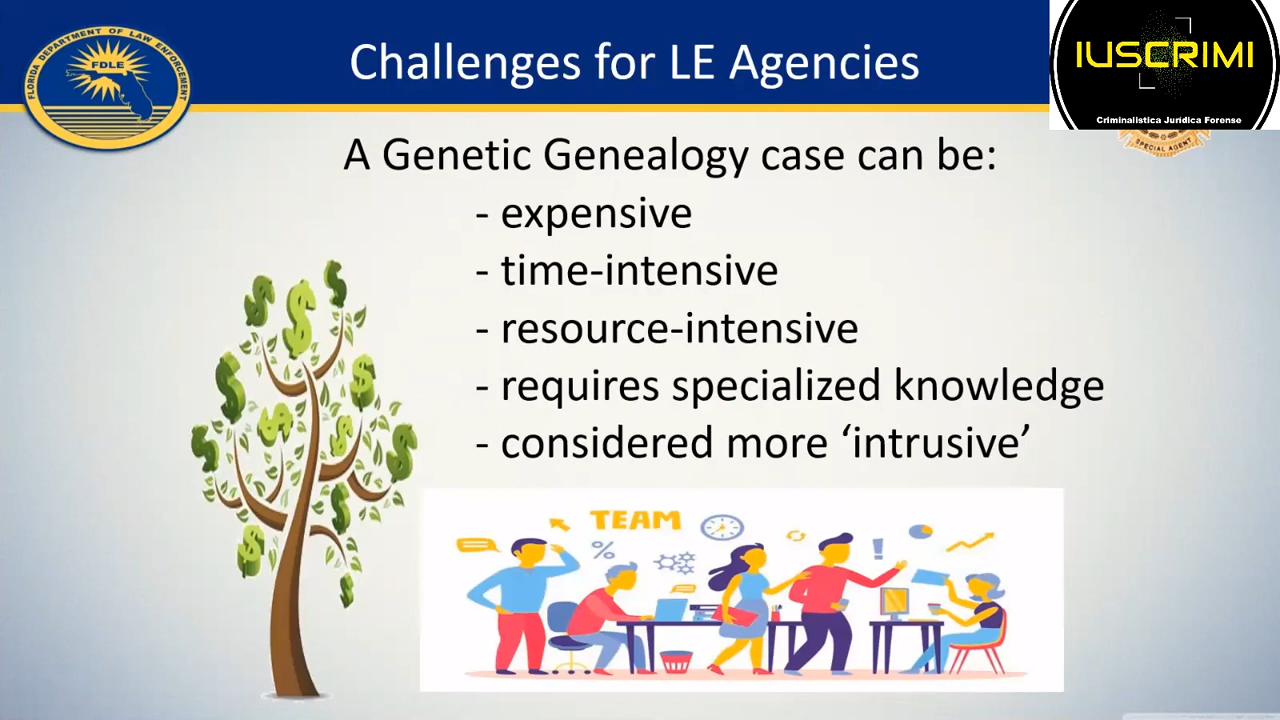 Challenges for LE Agencies
FLORIDA DEPARTMENT OF LAW ENFORCEMENT
FDLE
IUSCRIMI
Criminalistica Jurídica Forense
SPECIAL AGENT
A Genetic Genealogy case can be:
- expensive
- time-intensive
- resource-intensive
- requires specialized knowledge
- considered more ‘intrusive’
TEAM